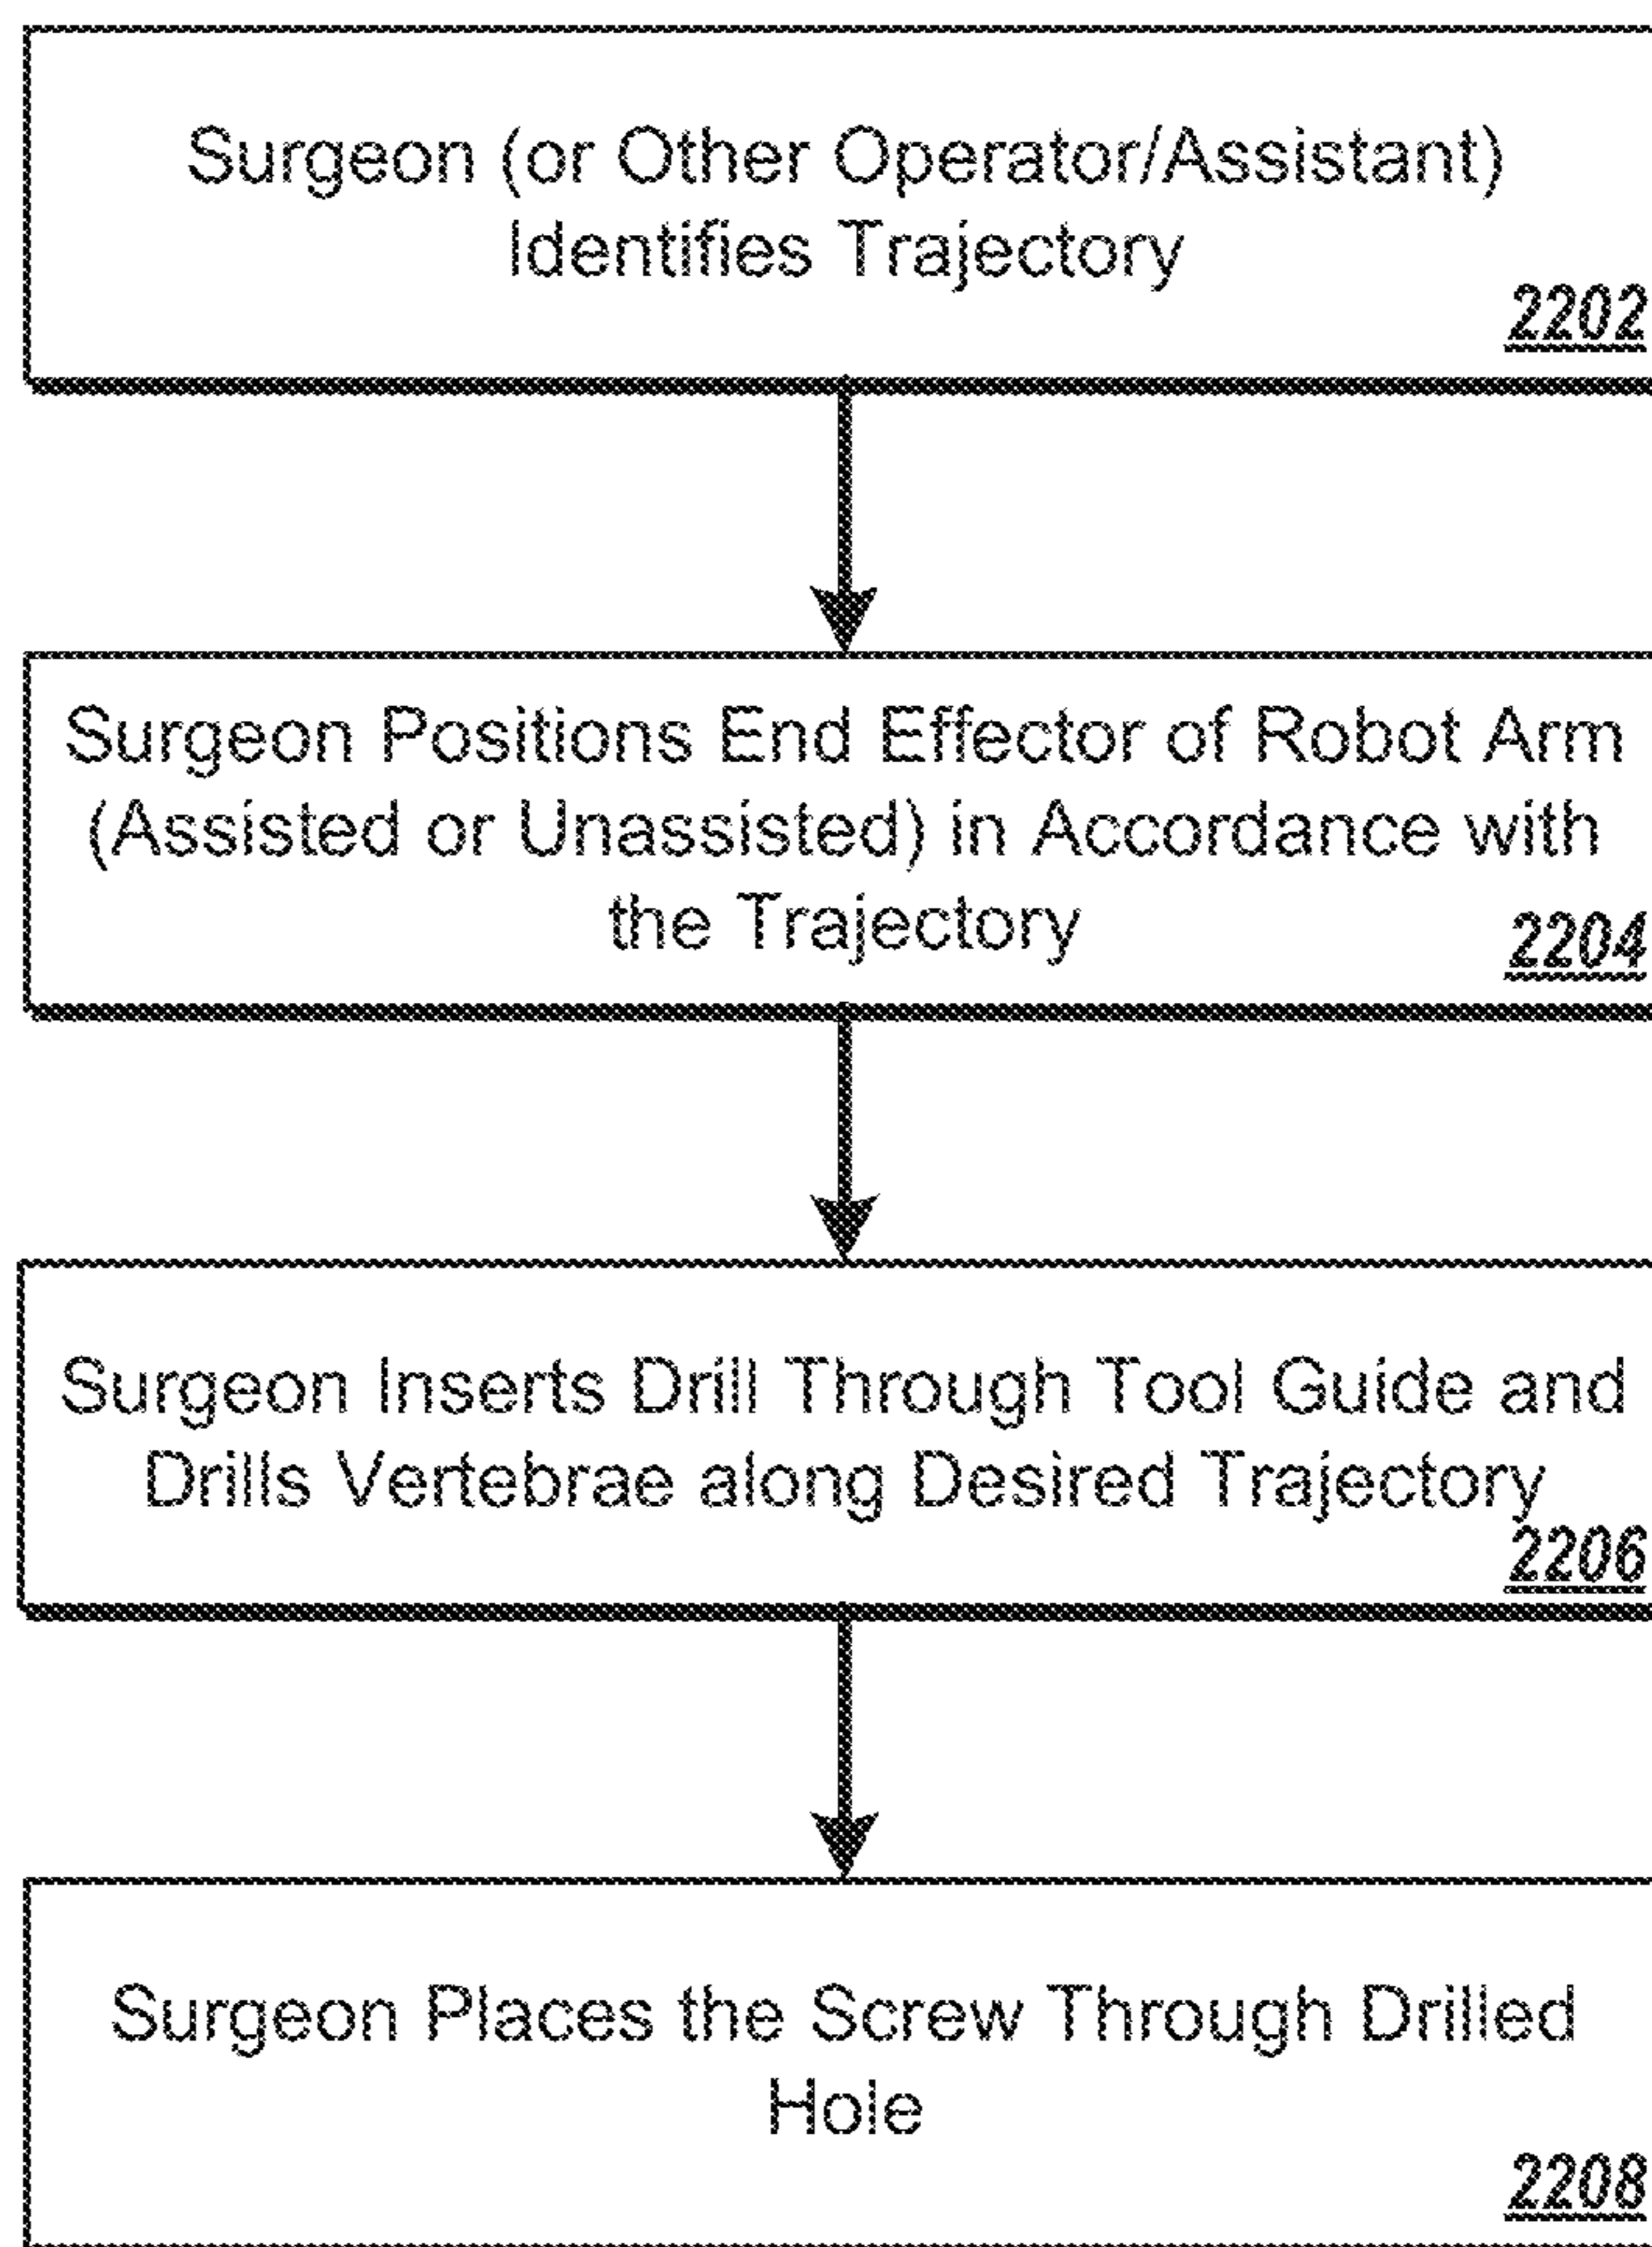 Surgeon (or Other Operator/Assistant)
Identifies Trajectory
2202
Surgeon Positions End Effector of Robot Arm
(Assisted or Unassisted) in Accordance with
the Trajectory
2204
Surgeon Inserts Drill Through Tool Guide and
Drills Vertebrae along Desired Trajectory
2206
Surgeon Places the Screw Through Drilled
Hole
2208